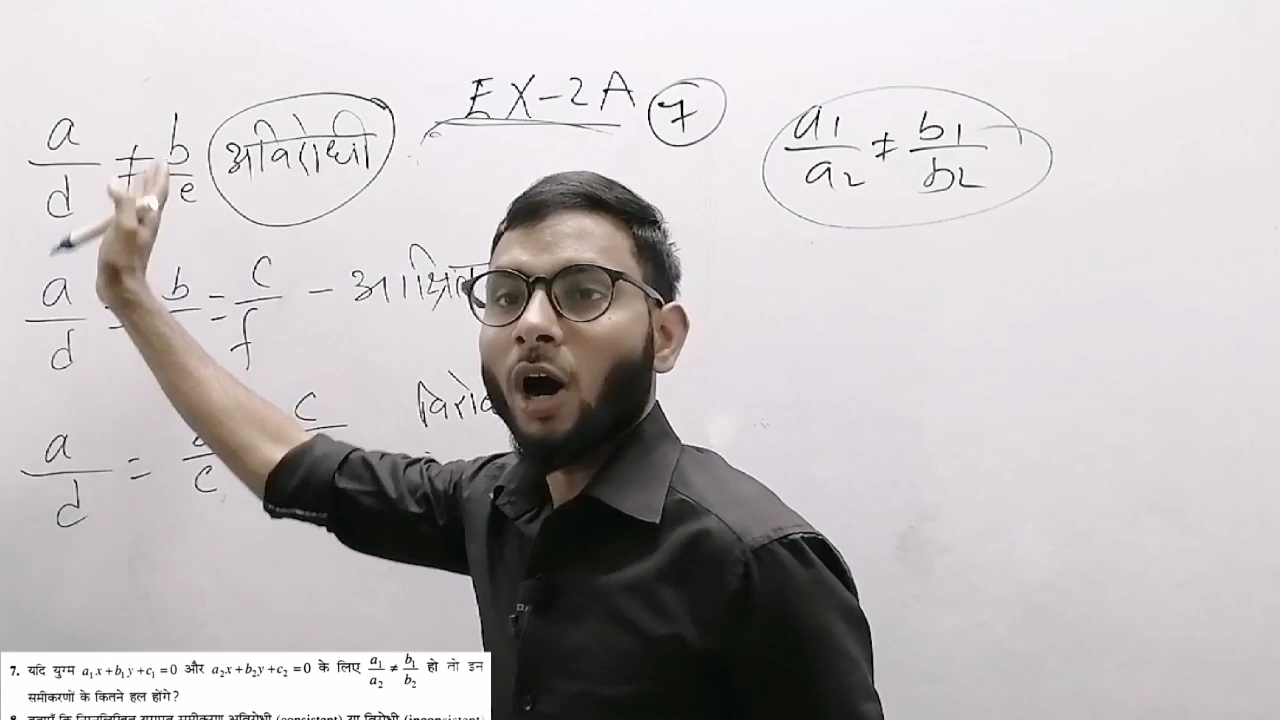 EX-2A 7
a/d ≠ b/e अविरोधी
a1/a2 ≠ b1/b2
a/d = b = c/f - आश्रित
a/d = c c विरो
7. यदि युग्म a₁x+b₁y+c₁=0 और a₂x+b₂y+c₂=0 के लिए a₁/a₂ ≠ b₁/b₂ हो तो इन
समीकरणों के कितने हल होंगे?